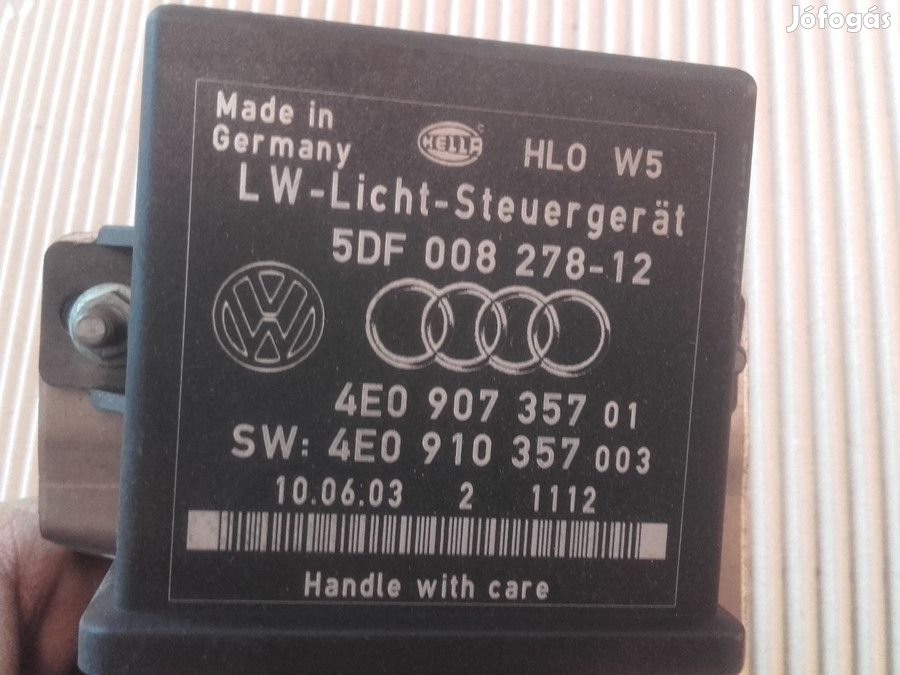 Jófogás
Made in
Germany
HELLA
HLO W5
LW-Licht-Steuergerät
5DF 008 278-12
4E0 907 357 01
SW: 4E0 910 357 003
10.06.03 2 1112
Handle with care